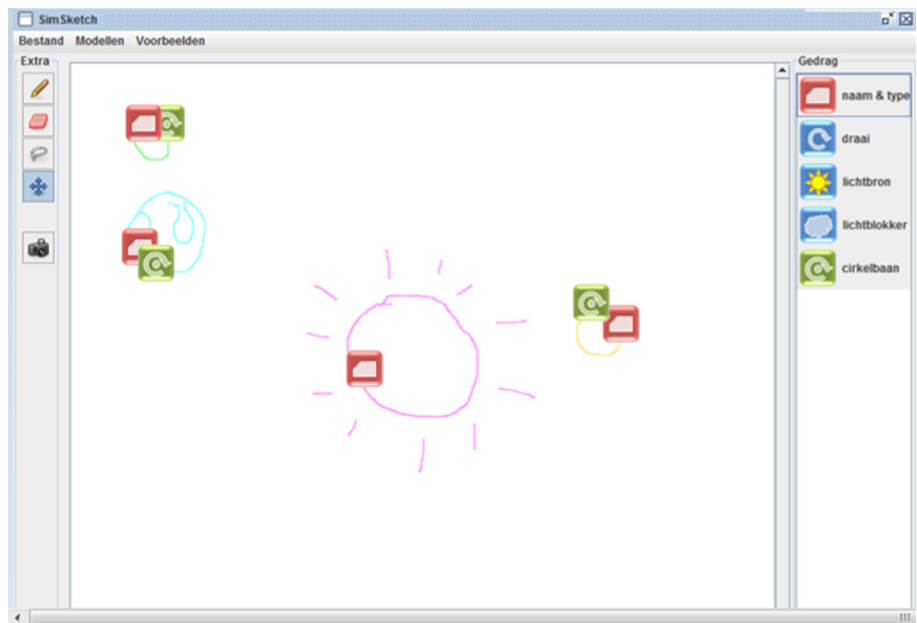 SimSketch
Bestand Modellen Voorbeelden
Extra
Gedrag
naam & type
draai
lichtbron
lichtblokker
cirkelbaan